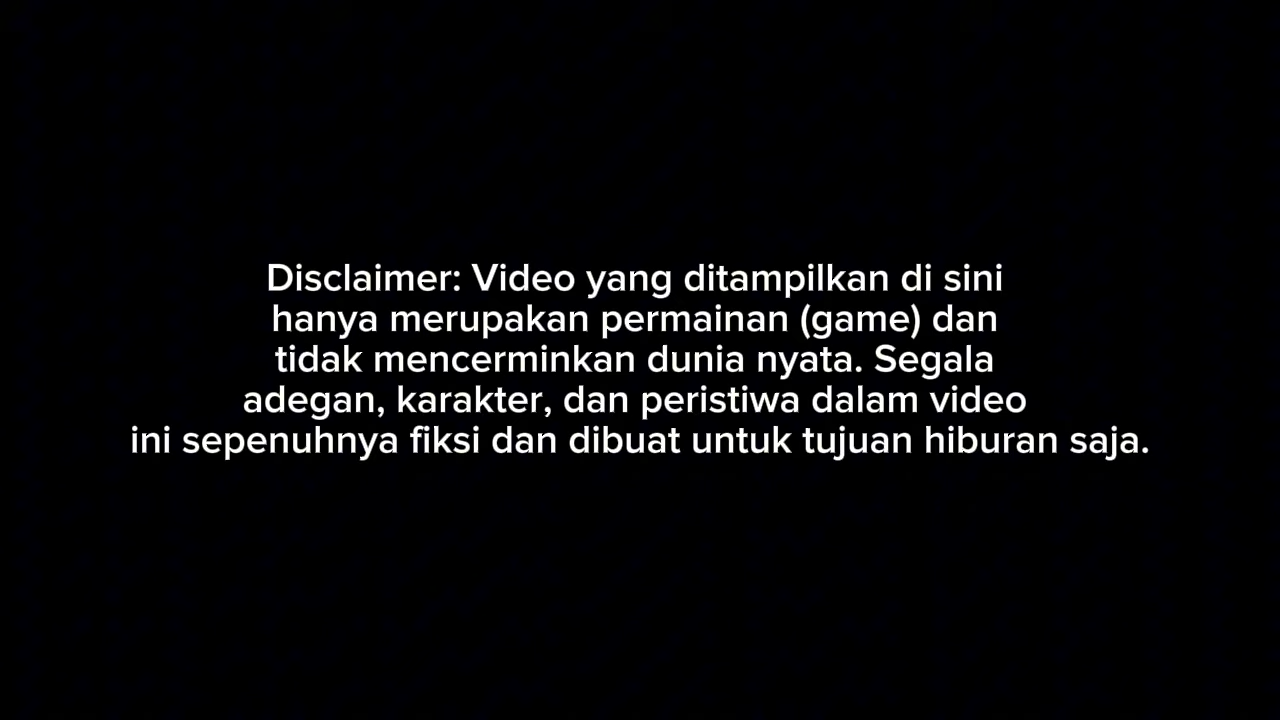 Disclaimer: Video yang ditampilkan di sini
hanya merupakan permainan (game) dan
tidak mencerminkan dunia nyata. Segala
adegan, karakter, dan peristiwa dalam video
ini sepenuhnya fiksi dan dibuat untuk tujuan hiburan saja.